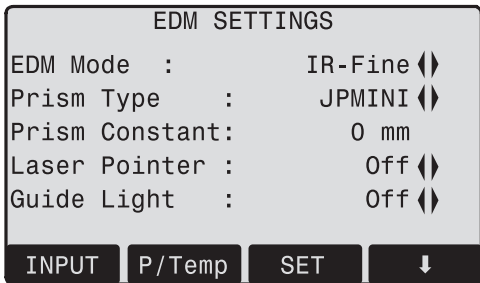 EDM SETTINGS
EDM Mode : IR-Fine
Prism Type : JPMINI
Prism Constant: 0 mm
Laser Pointer : Off
Guide Light : Off
INPUT P/Temp SET ⬇